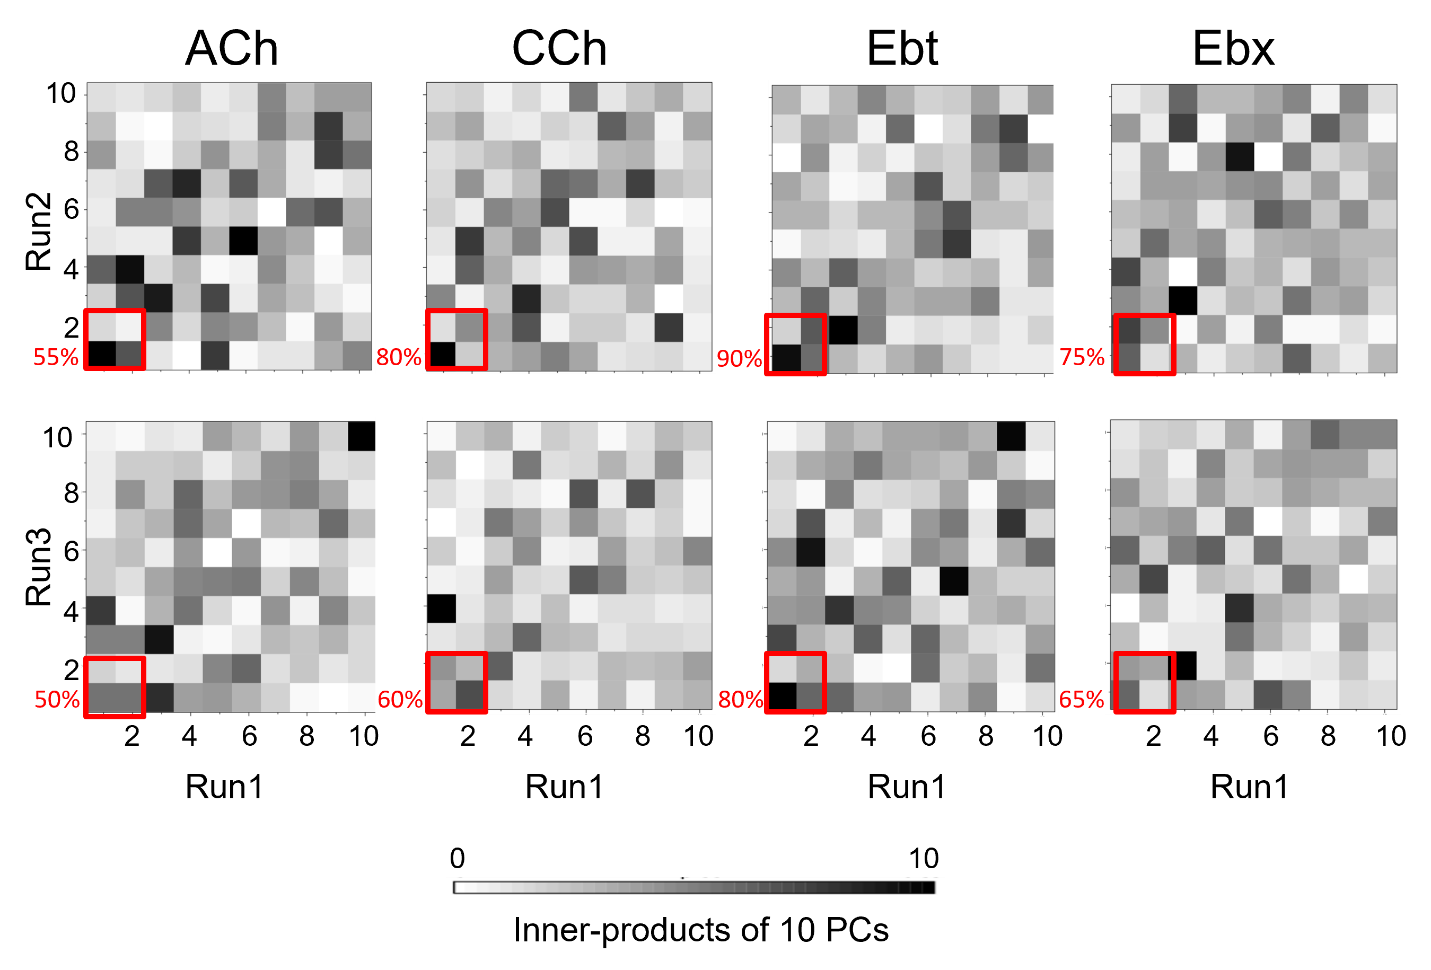 ACh CCh Ebt Ebx
10
8
6
4
2
Run2
55% 80% 90% 75%
10
8
6
4
2
Run3
50% 60% 80% 65%
2 4 6 8 10 2 4 6 8 10 2 4 6 8 10 2 4 6 8 10
Run1 Run1 Run1 Run1
0 10
Inner-products of 10 PCs